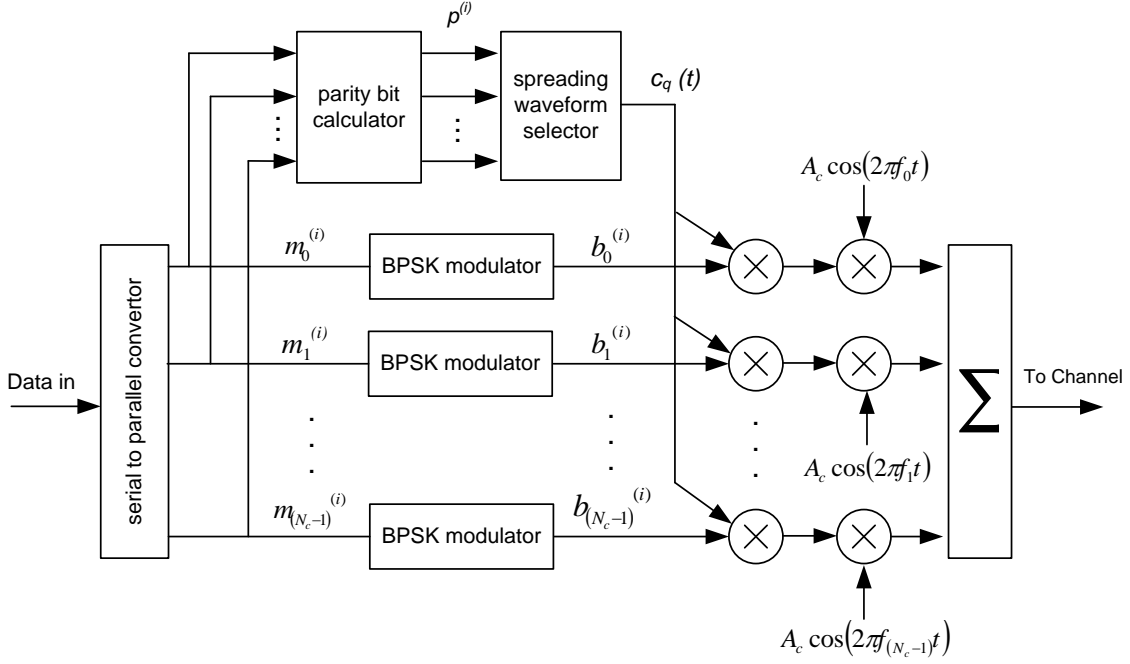 p^{(i)}
parity bit
calculator
spreading
waveform
selector
c_q (t)
A_c cos(2πf_0t)
serial to parallel convertor
m_0^{(i)}
BPSK modulator
b_0^{(i)}
m_1^{(i)}
BPSK modulator
b_1^{(i)}
Data in
∑
To Channel
A_c cos(2πf_1t)
m_{(N_c−1)}^{(i)}
BPSK modulator
b_{(N_c−1)}^{(i)}
A_c cos(2πf_{(N_c−1)}t)